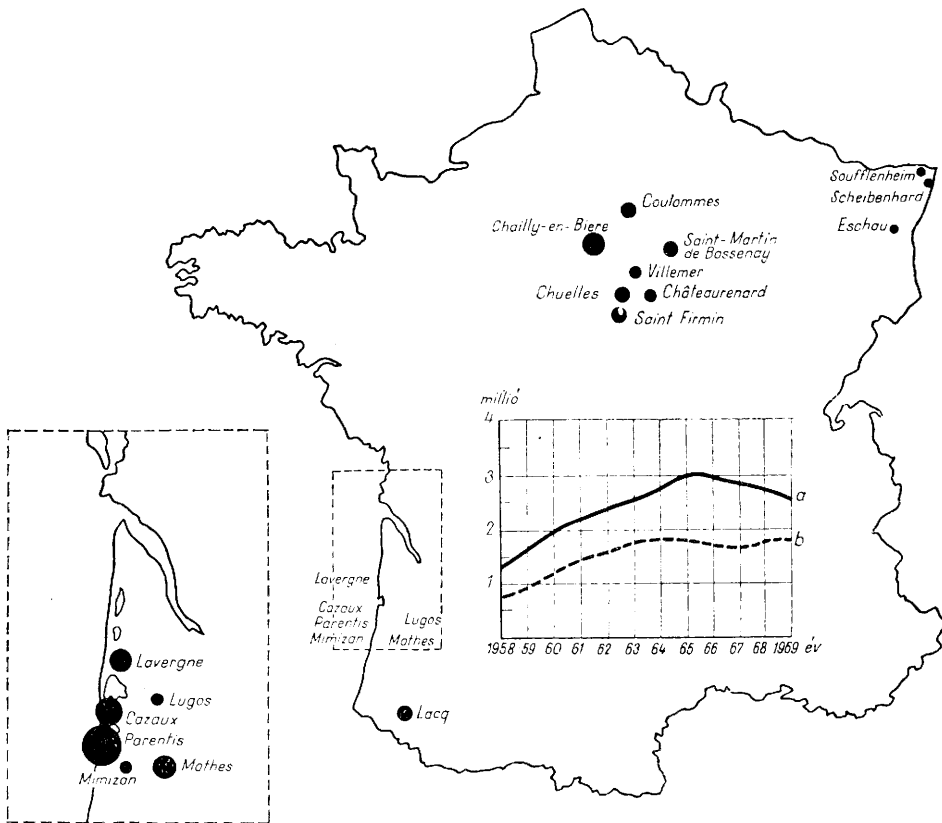 Soufflenheim
Scheibenhard
Eschau
Coulommes
Chailly-en-Biere
Saint-Martin
de Bossenay
Villemer
Chuelles
Châteaurenard
Saint Firmin
millió
4
3
2
1
a
b
1958 59 60 61 62 63 64 65 66 67 68 1969 év
Lavergne
Cazaux
Parentis
Mimizan
Lugos
Mothes
Lacq
Lavergne
Lugos
Cazaux
Parentis
Mimizan
Mothes